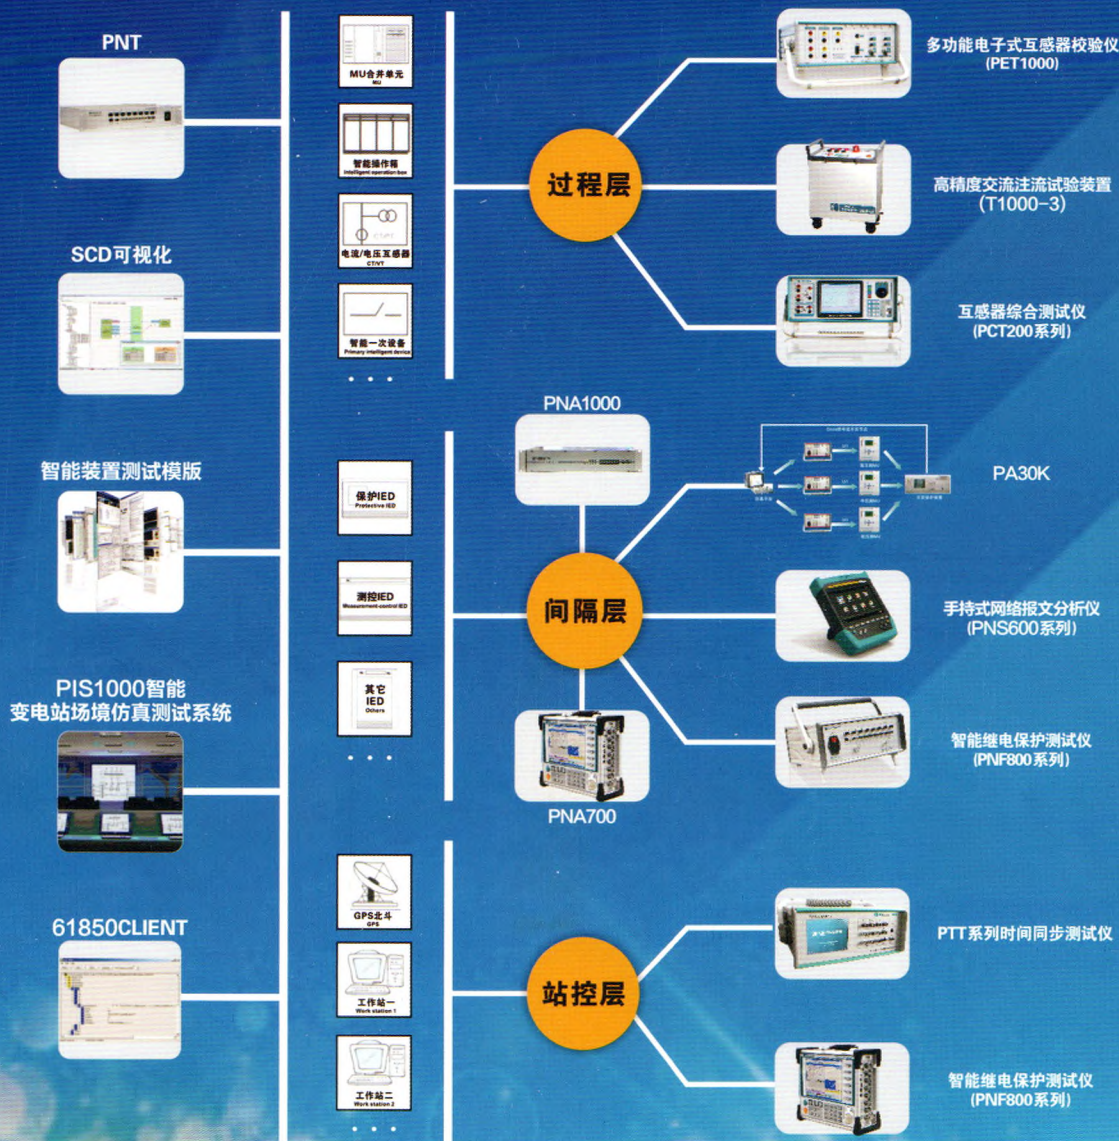 PNT
SCD可视化
智能装置测试模版
PIS1000智能
变电站场境仿真测试系统
61850CLIENT
MU合并单元
MU
智能操作箱
Intelligent operation box
CT/PT
电流/电压互感器
CT/VT
智能一次设备
Primary intelligent device
...
保护IED
Protective IED
测控IED
Measurement-control IED
其它
IED
Others
...
GPS北斗
GPS
工作站一
Work station 1
工作站二
Work station 2
...
过程层
多功能电子式互感器校验仪
(PET1000)
高精度交流注流试验装置
(T1000-3)
互感器综合测试仪
(PCT200系列)
PNA1000
间隔层
PNA700
PA30K
手持式网络报文分析仪
(PNS600系列)
智能继电保护测试仪
(PNF800系列)
站控层
PTT系列时间同步测试仪
智能继电保护测试仪
(PNF800系列)